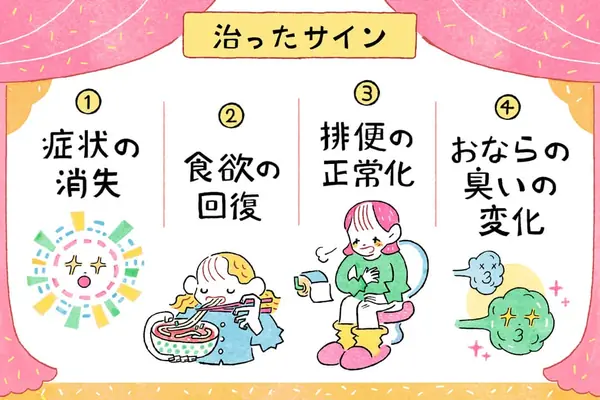 治ったサイン
①
症状の
消失
②
食欲の
回復
③
排便の
正常化
④
おならの
臭いの
変化